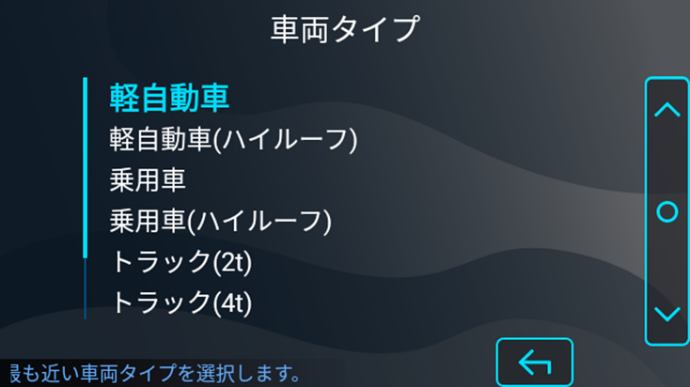 車両タイプ
軽自動車
軽自動車(ハイルーフ)
乗用車
乗用車(ハイルーフ)
トラック(2t)
トラック(4t)
最も近い車両タイプを選択します。